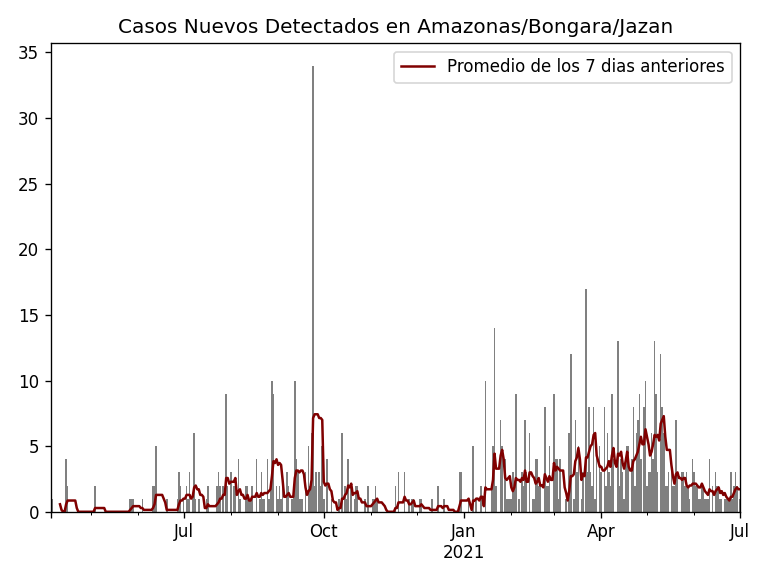 Casos Nuevos Detectados en Amazonas/Bongara/Jazan
Promedio de los 7 dias anteriores
35
30
25
20
15
10
5
0
Jul
Oct
Jan
2021
Apr
Jul